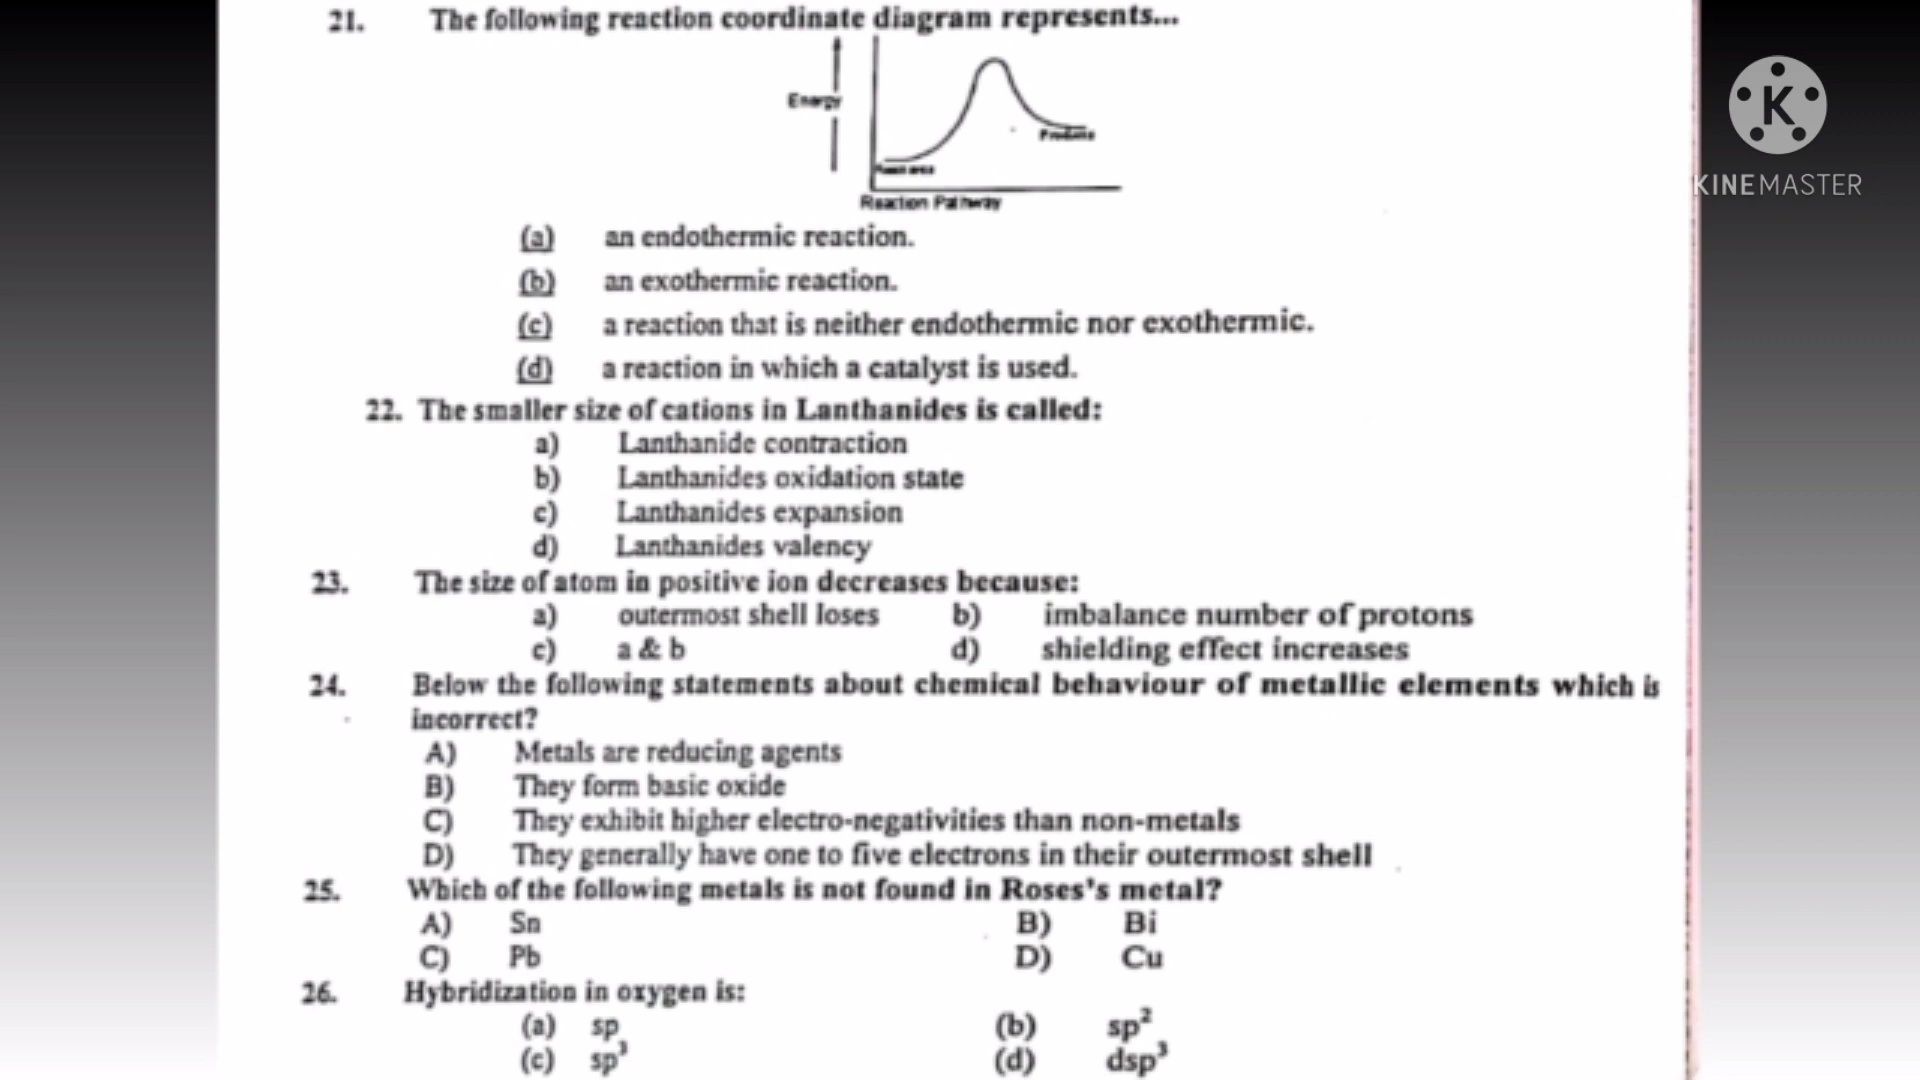 21. The following reaction coordinate diagram represents...
Energy
Products
Reactants
Reaction Pathway
(a) an endothermic reaction.
(b) an exothermic reaction.
(c) a reaction that is neither endothermic nor exothermic.
(d) a reaction in which a catalyst is used.
22. The smaller size of cations in Lanthanides is called:
a) Lanthanide contraction
b) Lanthanides oxidation state
c) Lanthanides expansion
d) Lanthanides valency
23. The size of atom in positive ion decreases because:
a) outermost shell loses b) imbalance number of protons
c) a & b d) shielding effect increases
24. Below the following statements about chemical behaviour of metallic elements which is
incorrect?
A) Metals are reducing agents
B) They form basic oxide
C) They exhibit higher electro-negativities than non-metals
D) They generally have one to five electrons in their outermost shell
25. Which of the following metals is not found in Roses's metal?
A) Sn B) Bi
C) Pb D) Cu
26. Hybridization in oxygen is:
(a) sp (b) sp²
(c) sp³ (d) dsp³
K
KINEMASTER